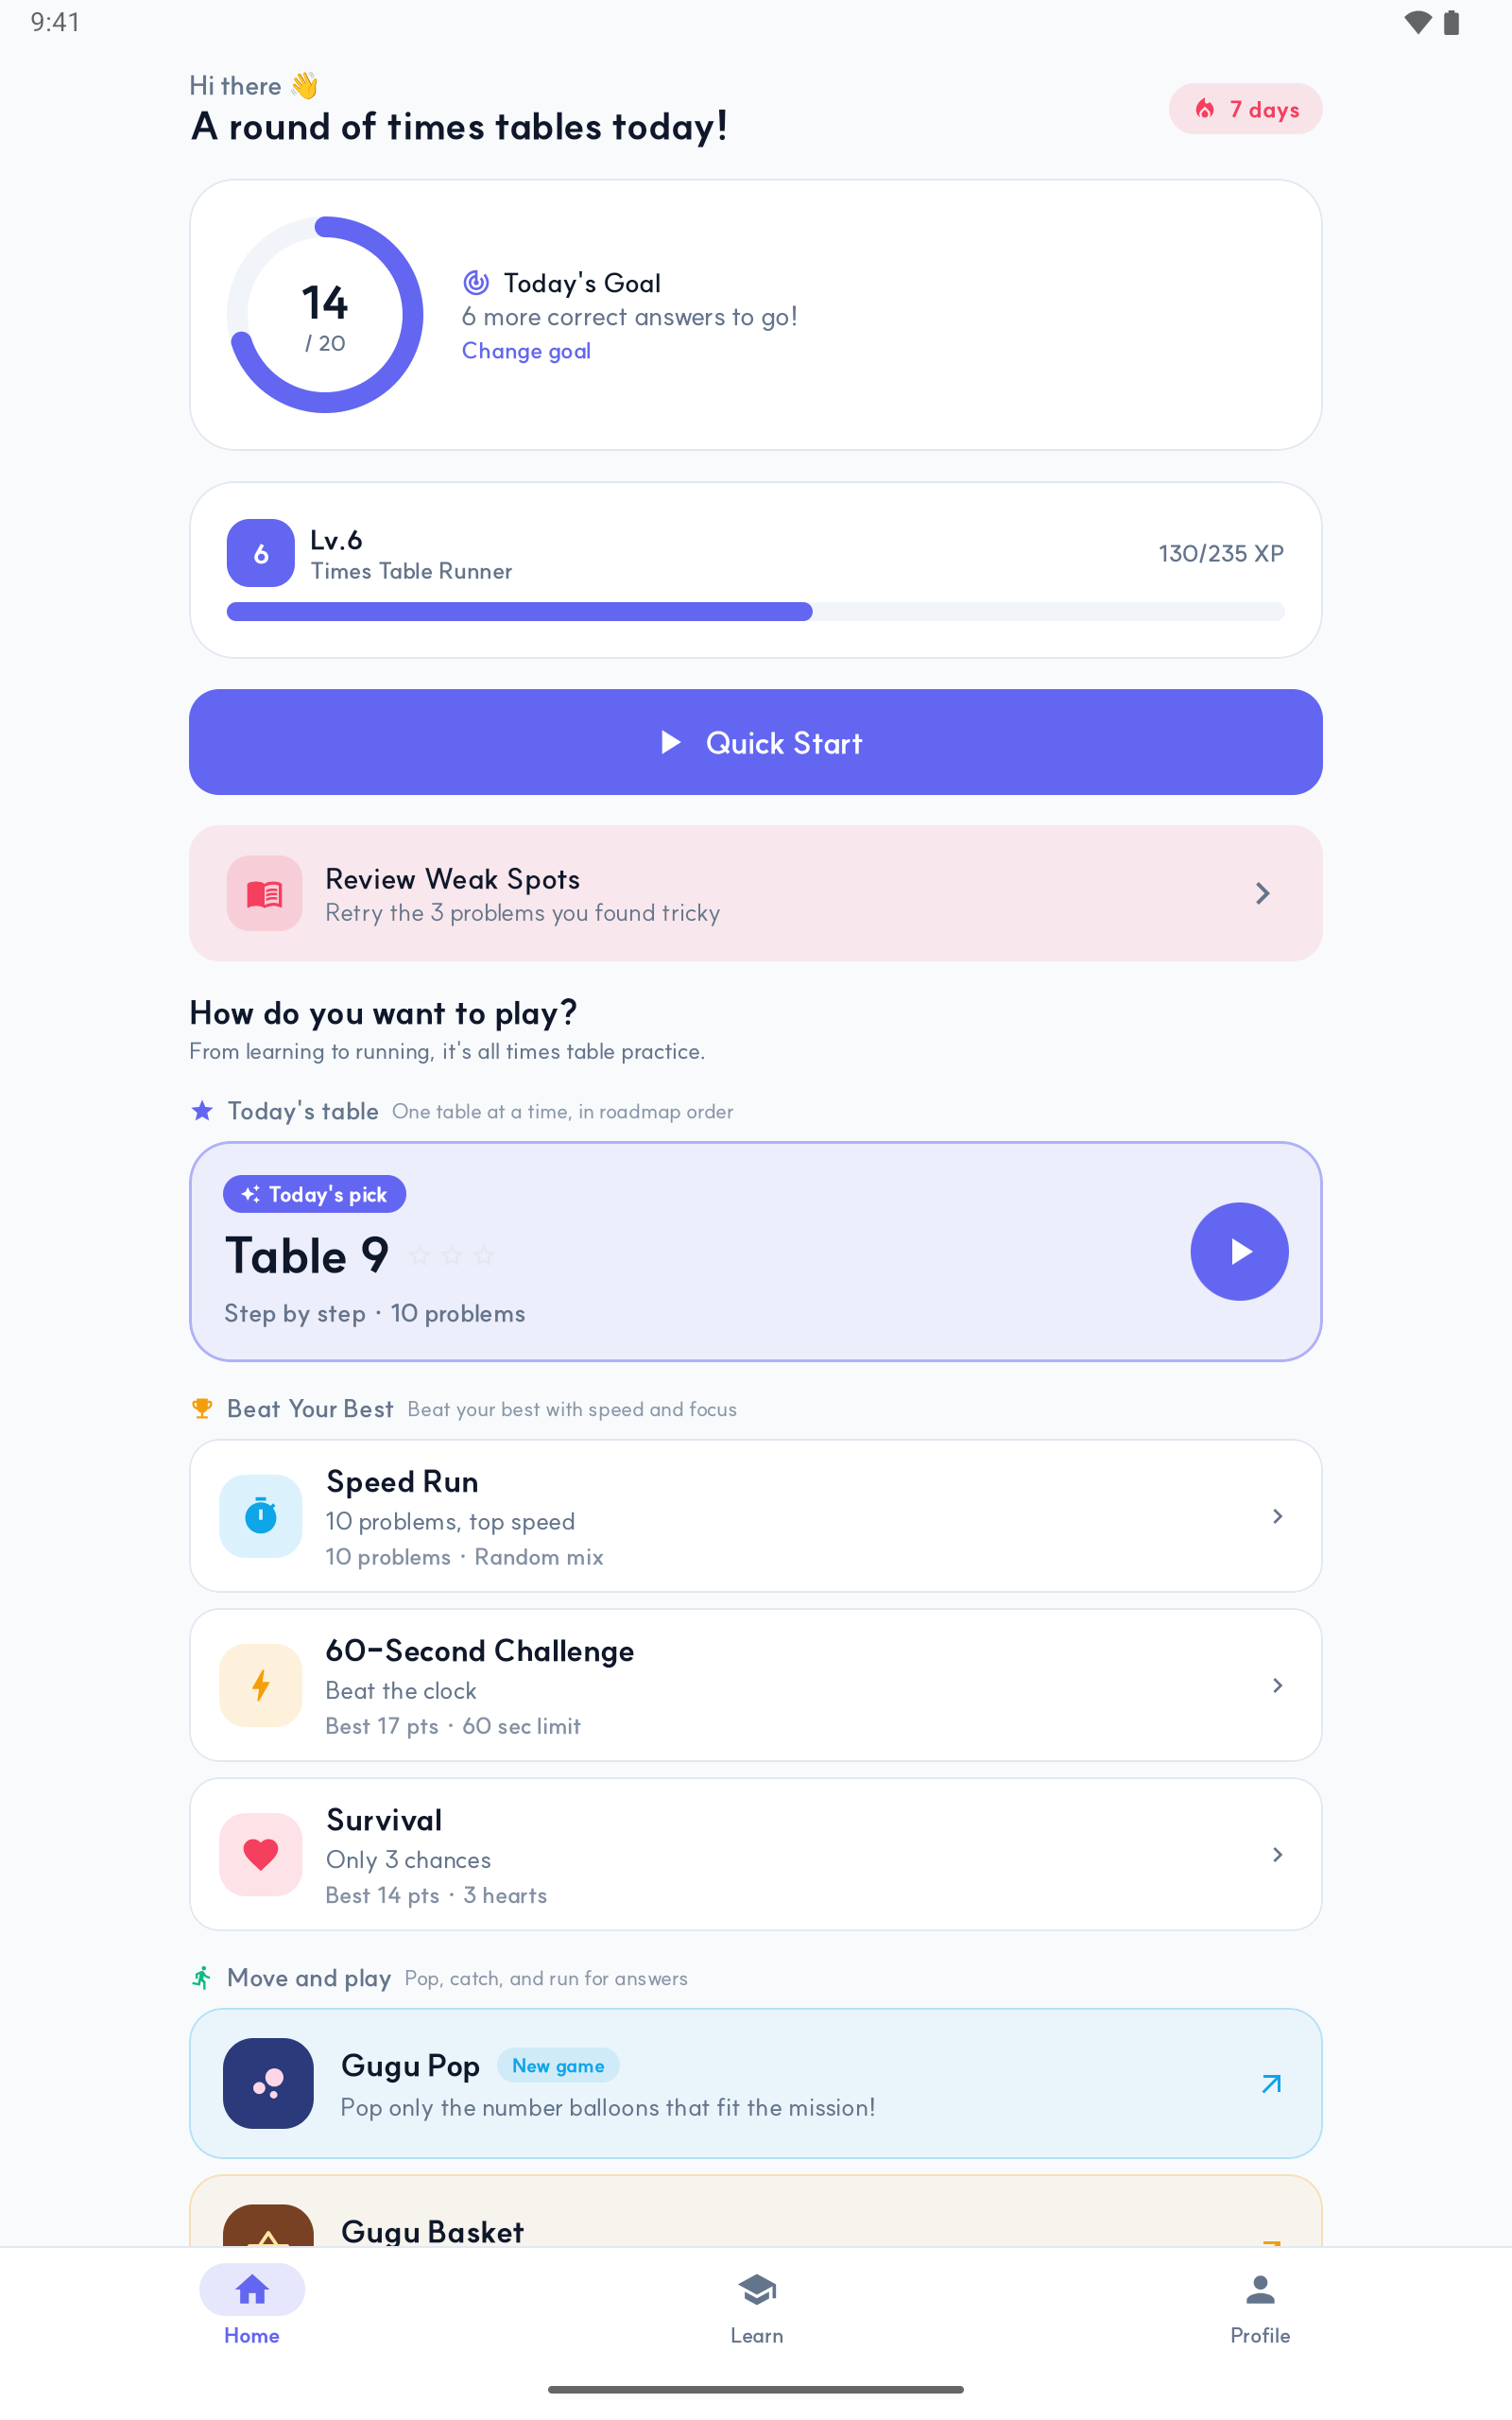 9:41
Hi there 👋
A round of times tables today!
7 days
14
/ 20
Today's Goal
6 more correct answers to go!
Change goal
6
Lv.6
Times Table Runner
130/235 XP
Quick Start
Review Weak Spots
Retry the 3 problems you found tricky
How do you want to play?
From learning to running, it's all times table practice.
Today's table One table at a time, in roadmap order
Today's pick
Table 9
Step by step · 10 problems
Beat Your Best Beat your best with speed and focus
Speed Run
10 problems, top speed
10 problems · Random mix
60-Second Challenge
Beat the clock
Best 17 pts · 60 sec limit
Survival
Only 3 chances
Best 14 pts · 3 hearts
Move and play Pop, catch, and run for answers
Gugu Pop New game
Pop only the number balloons that fit the mission!
Gugu Basket
Home
Learn
Profile